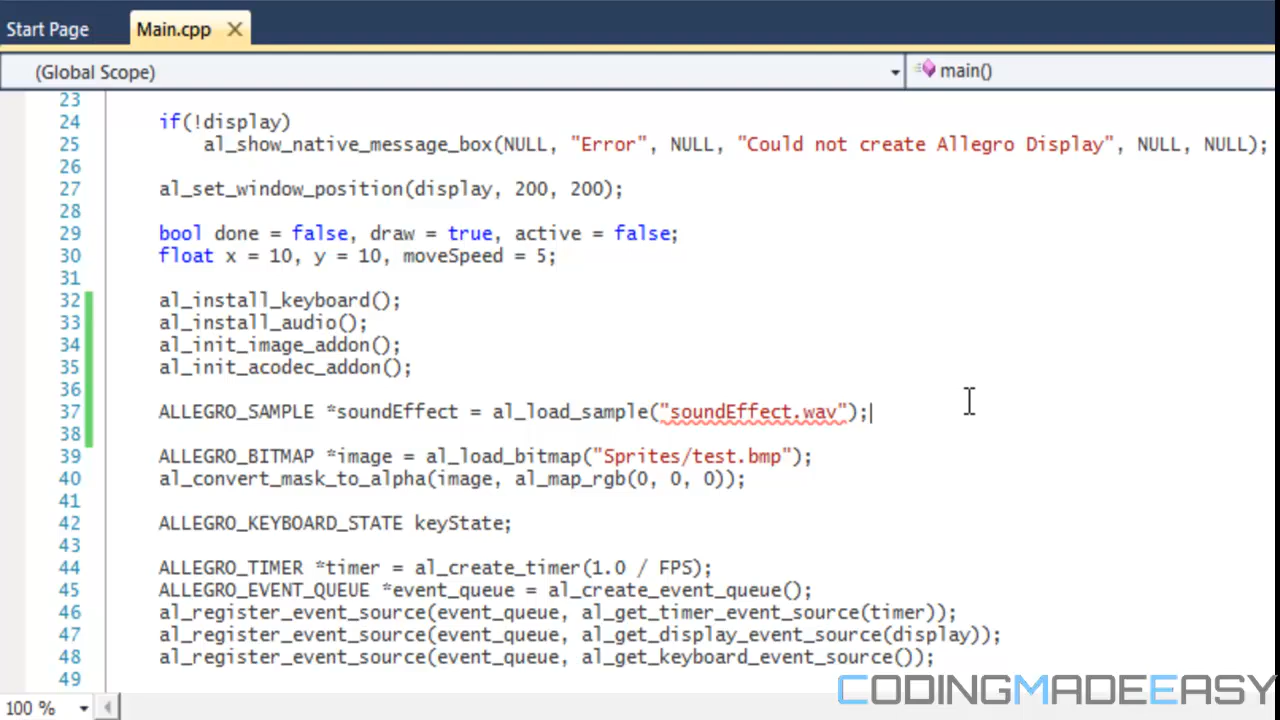 Start Page
Main.cpp
(Global Scope)
main()
23
24 if(!display)
25 al_show_native_message_box(NULL, "Error", NULL, "Could not create Allegro Display", NULL, NULL);
26
27 al_set_window_position(display, 200, 200);
28
29 bool done = false, draw = true, active = false;
30 float x = 10, y = 10, moveSpeed = 5;
31
32 al_install_keyboard();
33 al_install_audio();
34 al_init_image_addon();
35 al_init_acodec_addon();
36
37 ALLEGRO_SAMPLE *soundEffect = al_load_sample("soundEffect.wav");
38
39 ALLEGRO_BITMAP *image = al_load_bitmap("Sprites/test.bmp");
40 al_convert_mask_to_alpha(image, al_map_rgb(0, 0, 0));
41
42 ALLEGRO_KEYBOARD_STATE keyState;
43
44 ALLEGRO_TIMER *timer = al_create_timer(1.0 / FPS);
45 ALLEGRO_EVENT_QUEUE *event_queue = al_create_event_queue();
46 al_register_event_source(event_queue, al_get_timer_event_source(timer));
47 al_register_event_source(event_queue, al_get_display_event_source(display));
48 al_register_event_source(event_queue, al_get_keyboard_event_source());
49
CODINGMADEEASY
100 %